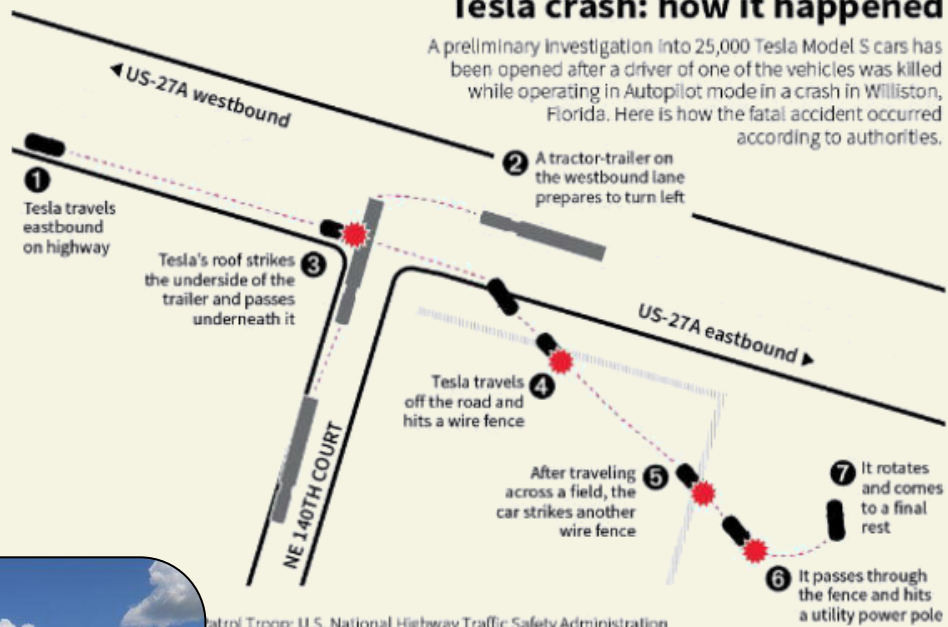 Tesla crash: how it happened
A preliminary investigation into 25,000 Tesla Model S cars has
been opened after a driver of one of the vehicles was killed
while operating in Autopilot mode in a crash in Williston,
Florida. Here is how the fatal accident occurred
according to authorities.
◀ US-27A westbound
2 A tractor-trailer on
the westbound lane
prepares to turn left
1
Tesla travels
eastbound
on highway
Tesla's roof strikes 3
the underside of the
trailer and passes
underneath it
US-27A eastbound ▶
Tesla travels 4
off the road and
hits a wire fence
NE 140TH COURT
After traveling 5
across a field, the
car strikes another
wire fence
7 It rotates
and comes
to a final
rest
6 It passes through
the fence and hits
a utility power pole
Troop; U.S. National Highway Traffic Safety Administration